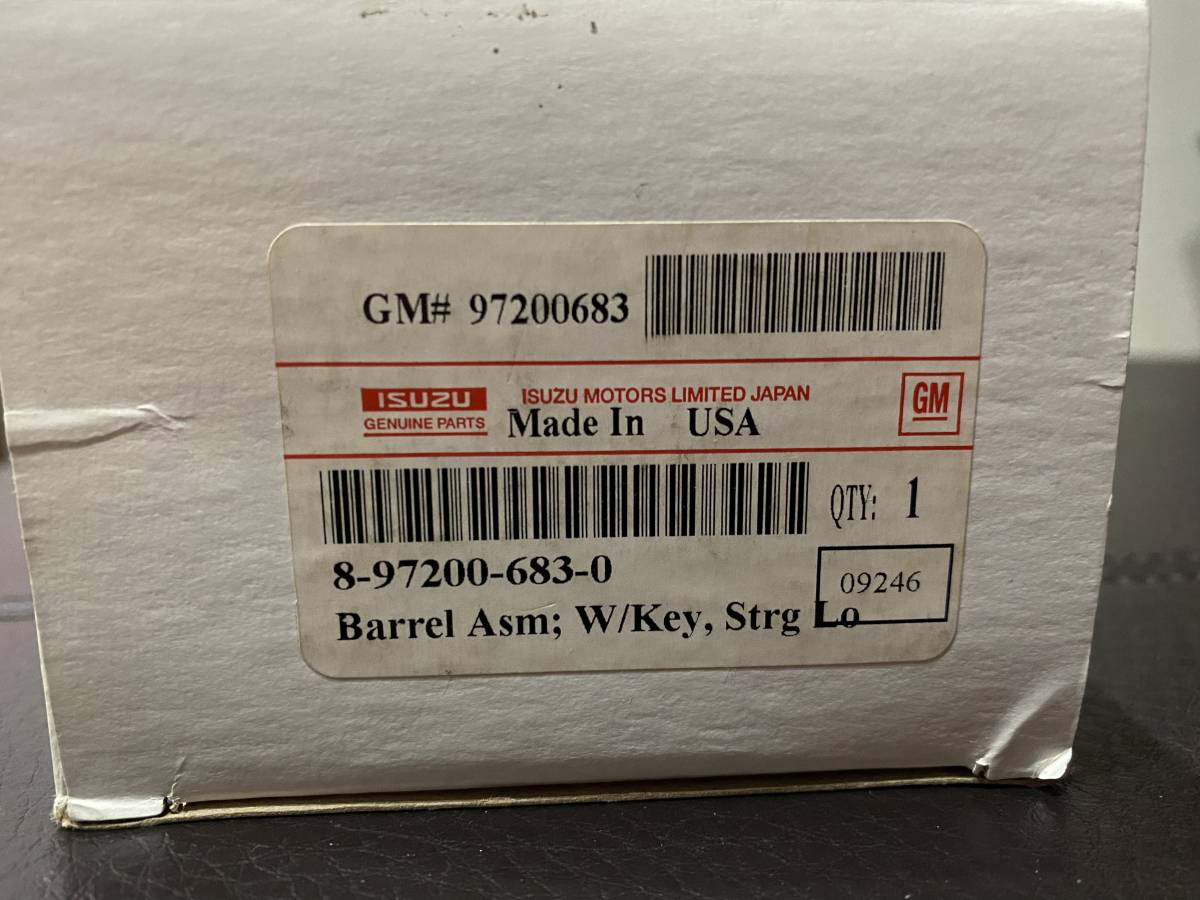 GM# 97200683
ISUZU
GENUINE PARTS
ISUZU MOTORS LIMITED JAPAN
Made In USA
GM
QTY: 1
8-97200-683-0
09246
Barrel Asm; W/Key, Strg Lo